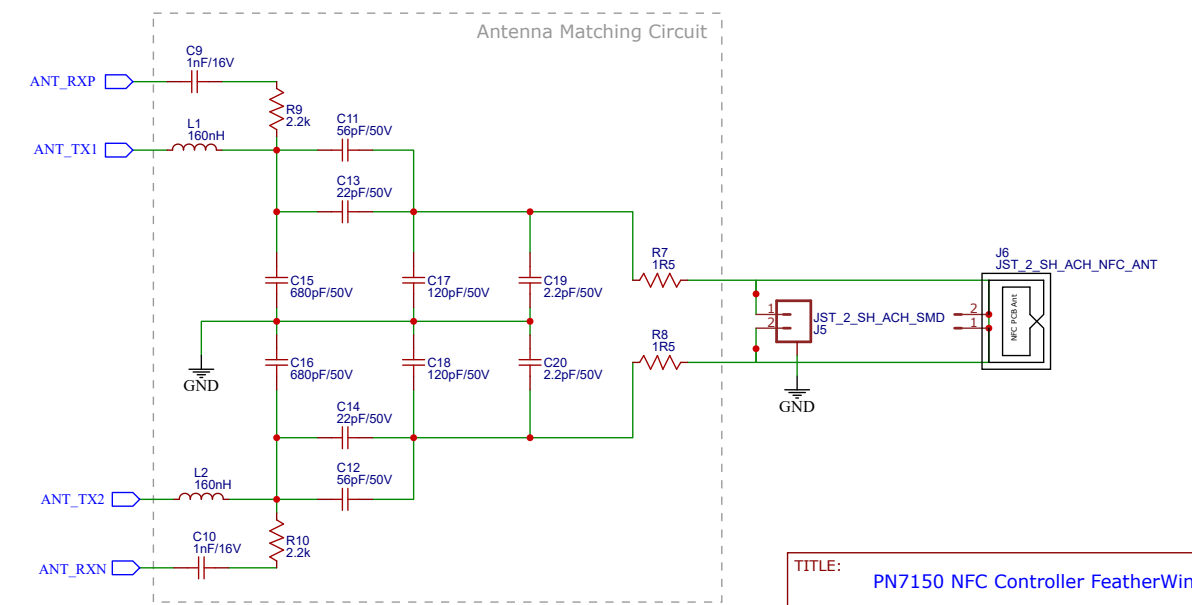 Antenna Matching Circuit
C9
1nF/16V
ANT_RXP
R9
2.2k
L1
160nH
ANT_TX1
C11
56pF/50V
C13
22pF/50V
C15
680pF/50V
C17
120pF/50V
C19
2.2pF/50V
R7
1R5
J6
JST_2_SH_ACH_NFC_ANT
1
2
JST_2_SH_ACH_SMD
J5
2
1
NFC PCB Ant
GND
C16
680pF/50V
C18
120pF/50V
C20
2.2pF/50V
R8
1R5
GND
C14
22pF/50V
C12
56pF/50V
L2
160nH
ANT_TX2
C10
1nF/16V
R10
2.2k
ANT_RXN
TITLE:
PN7150 NFC Controller FeatherWin